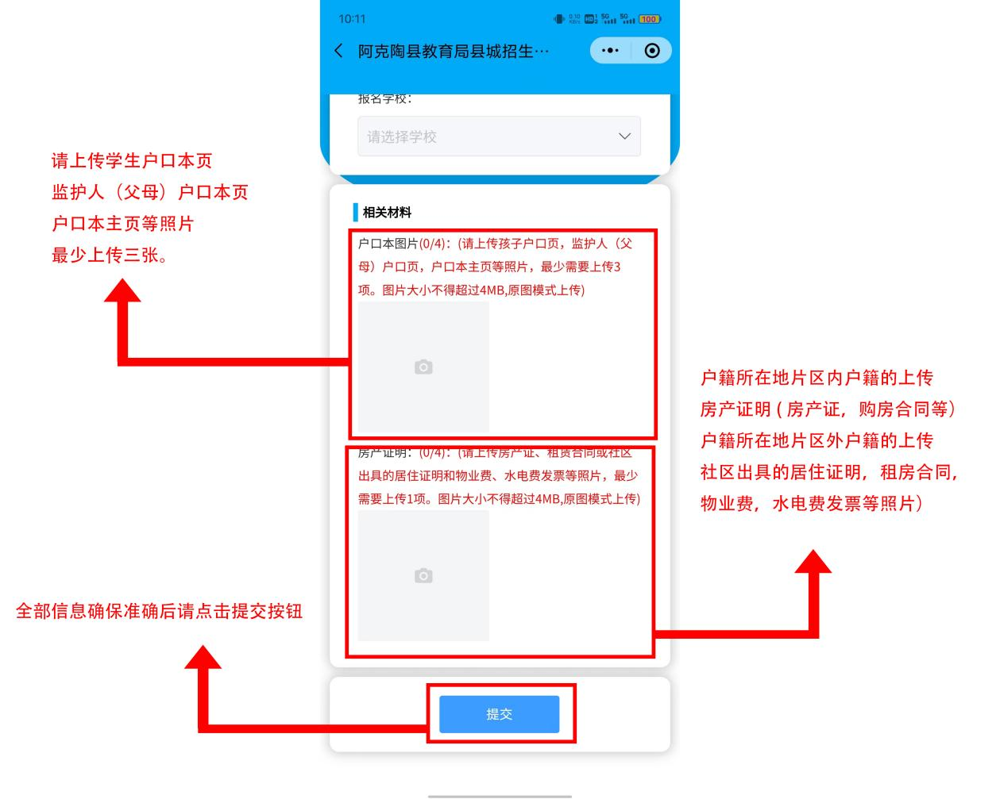 10:11
0.10 KB/s HD 1 2 5G 5G 100
阿克陶县教育局县城招生···
报名学校：
请选择学校
请上传学生户口本页
监护人（父母）户口本页
户口本主页等照片
最少上传三张。
相关材料
户口本图片(0/4)：(请上传孩子户口页，监护人（父
母）户口页，户口本主页等照片，最少需要上传3
项。图片大小不得超过4MB,原图模式上传)
户籍所在地片区内户籍的上传
房产证明 ( 房产证，购房合同等）
户籍所在地片区外户籍的上传
社区出具的居住证明，租房合同，
物业费，水电费发票等照片）
房产证明：(0/4)：(请上传房产证、租赁合同或社区
出具的居住证明和物业费、水电费发票等照片，最少
需要上传1项。图片大小不得超过4MB,原图模式上传)
全部信息确保准确后请点击提交按钮
提交